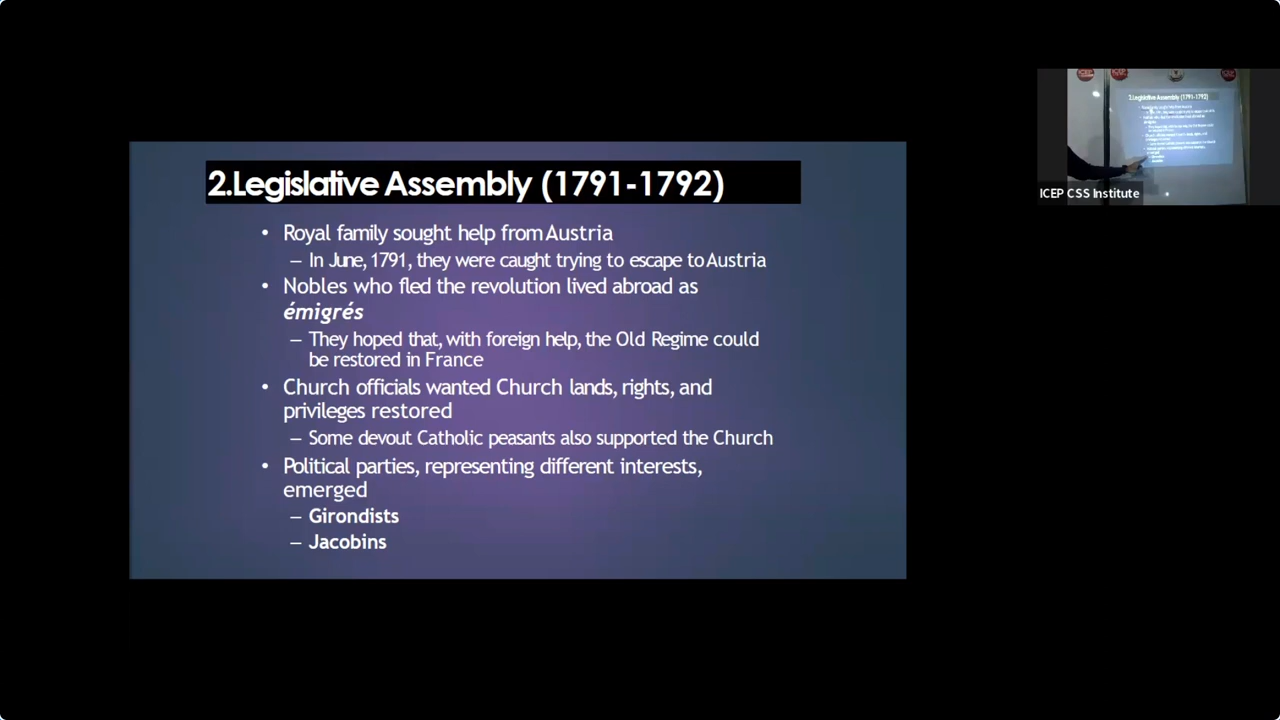 2.Legislative Assembly (1791-1792)
• Royal family sought help from Austria
– In June, 1791, they were caught trying to escape to Austria
• Nobles who fled the revolution lived abroad as
émigrés
– They hoped that, with foreign help, the Old Regime could
be restored in France
• Church officials wanted Church lands, rights, and
privileges restored
– Some devout Catholic peasants also supported the Church
• Political parties, representing different interests,
emerged
– Girondists
– Jacobins
ICEP
ICEP
ICEP
2.Legislative Assembly (1791-1792)
ICEP CSS Institute